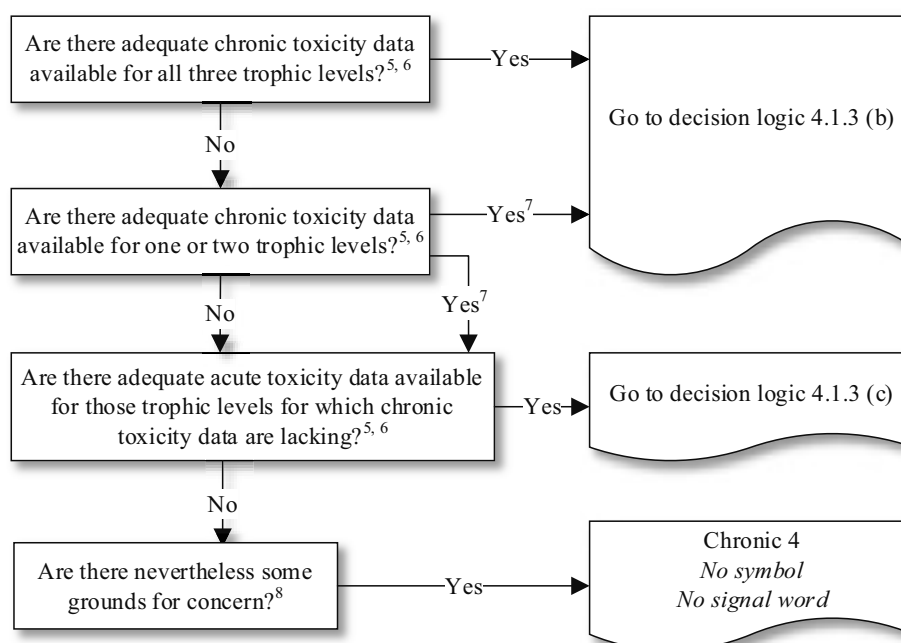 Are there adequate chronic toxicity data
available for all three trophic levels?5, 6
Yes
Go to decision logic 4.1.3 (b)
No
Are there adequate chronic toxicity data
available for one or two trophic levels?5, 6
Yes7
Yes7
No
Are there adequate acute toxicity data available
for those trophic levels for which chronic
toxicity data are lacking?5, 6
Yes
Go to decision logic 4.1.3 (c)
No
Are there nevertheless some
grounds for concern?8
Yes
Chronic 4
No symbol
No signal word